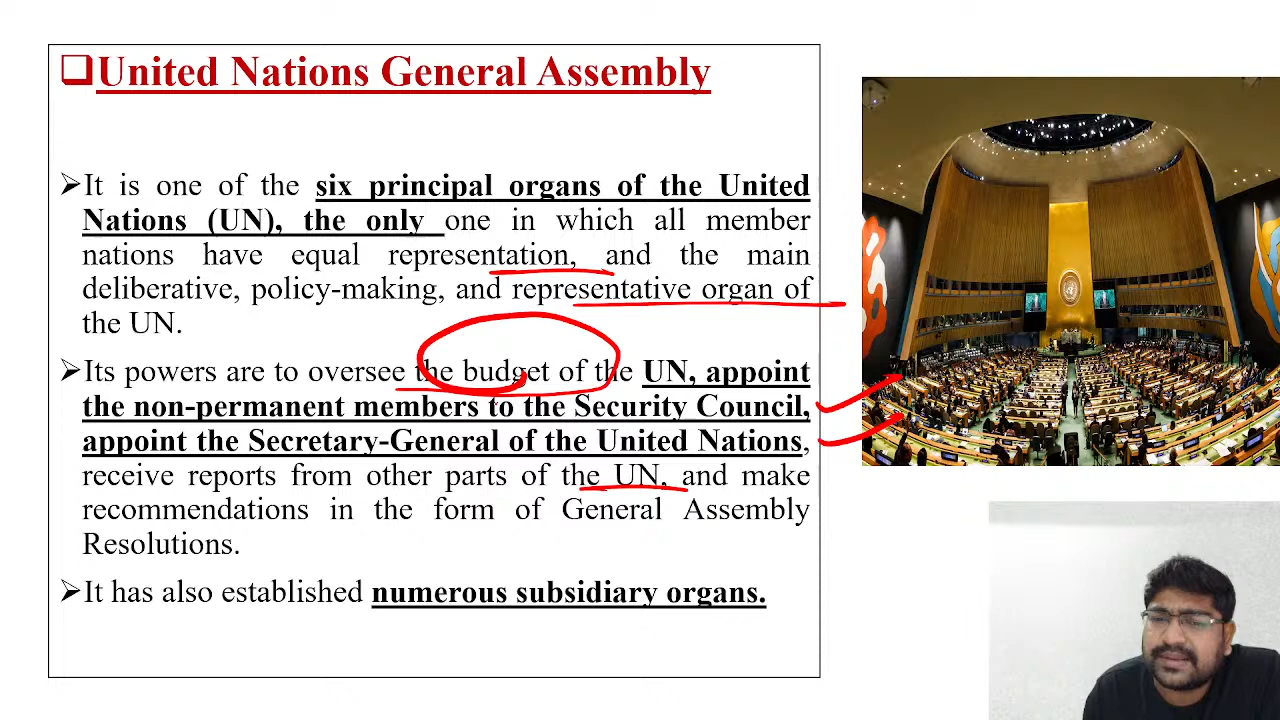 ❑United Nations General Assembly
➤It is one of the six principal organs of the United
Nations (UN), the only one in which all member
nations have equal representation, and the main
deliberative, policy-making, and representative organ of
the UN.
➤Its powers are to oversee the budget of the UN, appoint
the non-permanent members to the Security Council,
appoint the Secretary-General of the United Nations,
receive reports from other parts of the UN, and make
recommendations in the form of General Assembly
Resolutions.
➤It has also established numerous subsidiary organs.